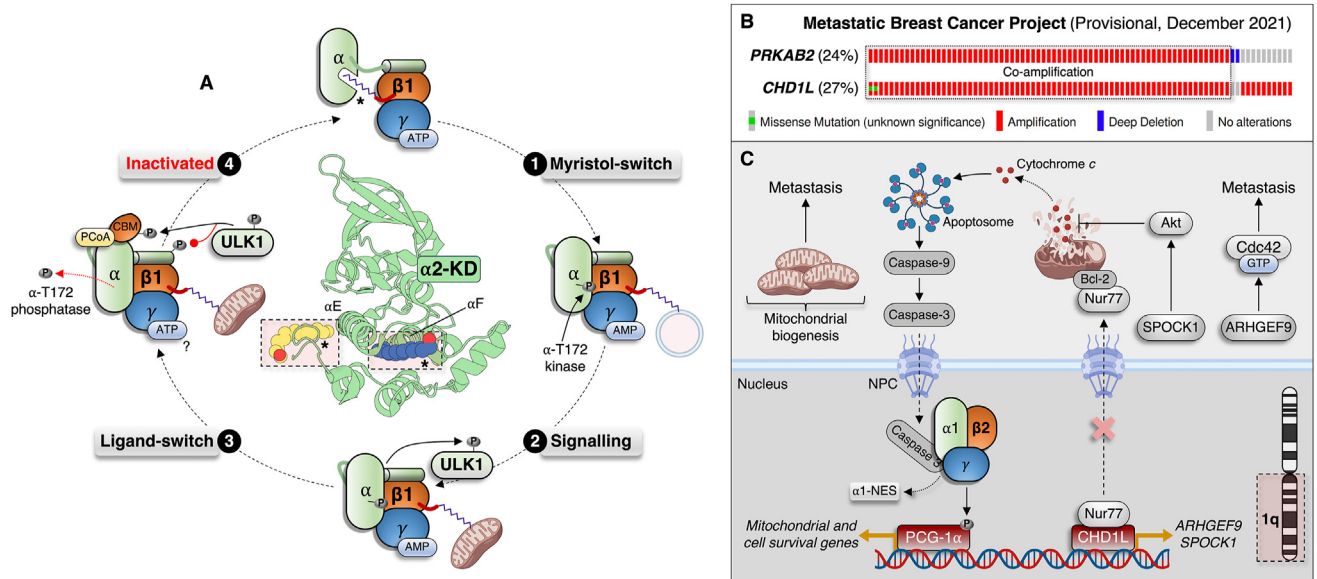 A
α
β1
*
γ
ATP
Inactivated 4
1 Myristol-switch
CBM
P
P
P
PCoA
ULK1
P
α
β1
α-T172
phosphatase
γ
ATP
?
α2-KD
αE
αF
*
*
α
β1
P
γ
AMP
α-T172
kinase
Ligand-switch 3
2 Signalling
P
ULK1
α
β1
P
γ
AMP
B
Metastatic Breast Cancer Project (Provisional, December 2021)
PRKAB2 (24%)
Co-amplification
CHD1L (27%)
Missense Mutation (unknown significance)
Amplification
Deep Deletion
No alterations
C
Metastasis
Mitochondrial
biogenesis
Cytochrome c
Apoptosome
Caspase-9
Caspase-3
Akt
Bcl-2
Nur77
SPOCK1
Metastasis
Cdc42
GTP
ARHGEF9
Nucleus
NPC
Caspase 3
α1
β2
γ
α1-NES
P
Mitochondrial and
cell survival genes
PCG-1α
Nur77
CHD1L
ARHGEF9
SPOCK1
1q